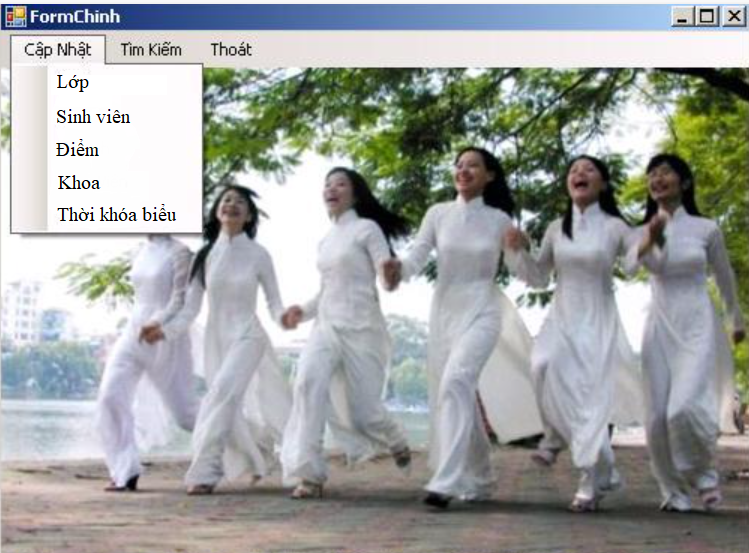 FormChinh
Cập Nhật Tìm Kiếm Thoát
Lớp
Sinh viên
Điểm
Khoa
Thời khóa biểu